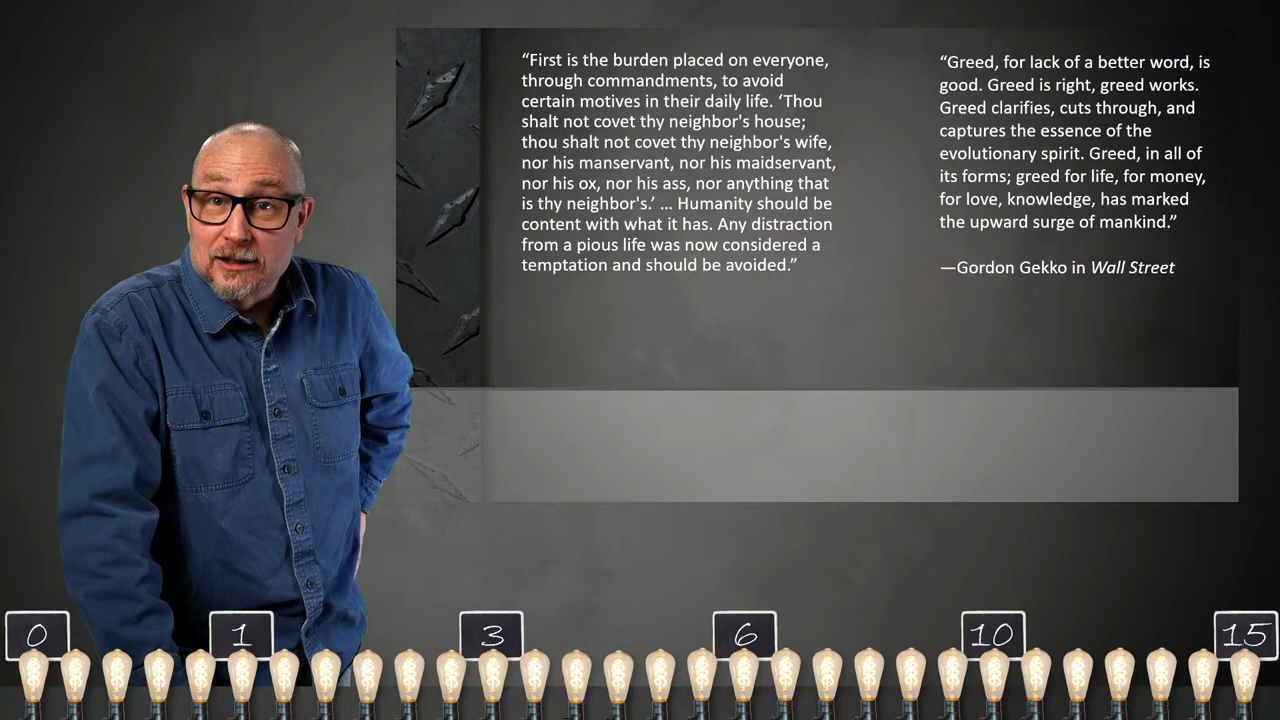 “First is the burden placed on everyone,
through commandments, to avoid
certain motives in their daily life. ‘Thou
shalt not covet thy neighbor's house;
thou shalt not covet thy neighbor's wife,
nor his manservant, nor his maidservant,
nor his ox, nor his ass, nor anything that
is thy neighbor's.’ … Humanity should be
content with what it has. Any distraction
from a pious life was now considered a
temptation and should be avoided.”
“Greed, for lack of a better word, is
good. Greed is right, greed works.
Greed clarifies, cuts through, and
captures the essence of the
evolutionary spirit. Greed, in all of
its forms; greed for life, for money,
for love, knowledge, has marked
the upward surge of mankind.”
—Gordon Gekko in Wall Street
0
1
3
6
10
15